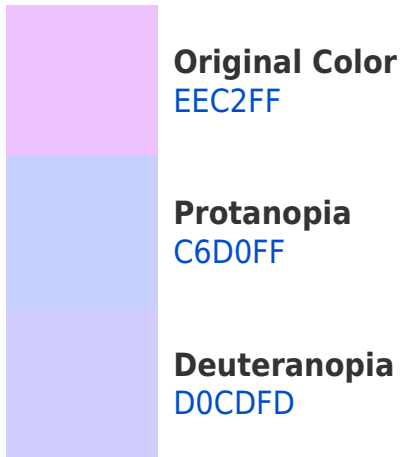 Original Color
EEC2FF
Protanopia
C6D0FF
Deuteranopia
D0CDFD